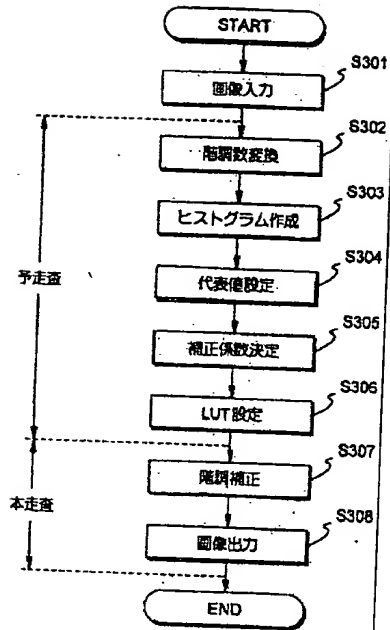 START
S301
画像入力
S302
階調数変換
S303
ヒストグラム作成
S304
代表値設定
予走査
S305
補正係数決定
S306
LUT設定
S307
階調補正
本走査
S308
画像出力
END